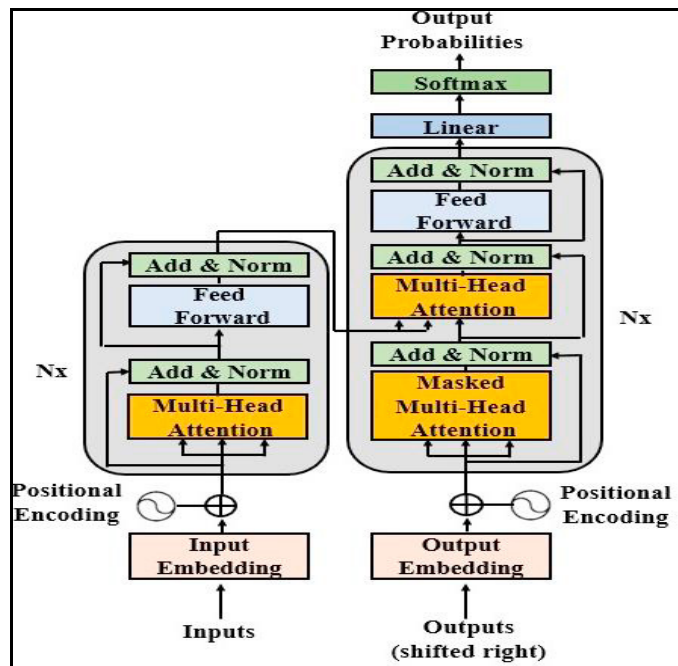 Output
Probabilities
Softmax
Linear
Add & Norm
Feed
Forward
Add & Norm
Multi-Head
Attention
Add & Norm
Masked
Multi-Head
Attention
Nx
Positional
Encoding
Output
Embedding
Outputs
(shifted right)
Add & Norm
Feed
Forward
Add & Norm
Multi-Head
Attention
Nx
Positional
Encoding
Input
Embedding
Inputs